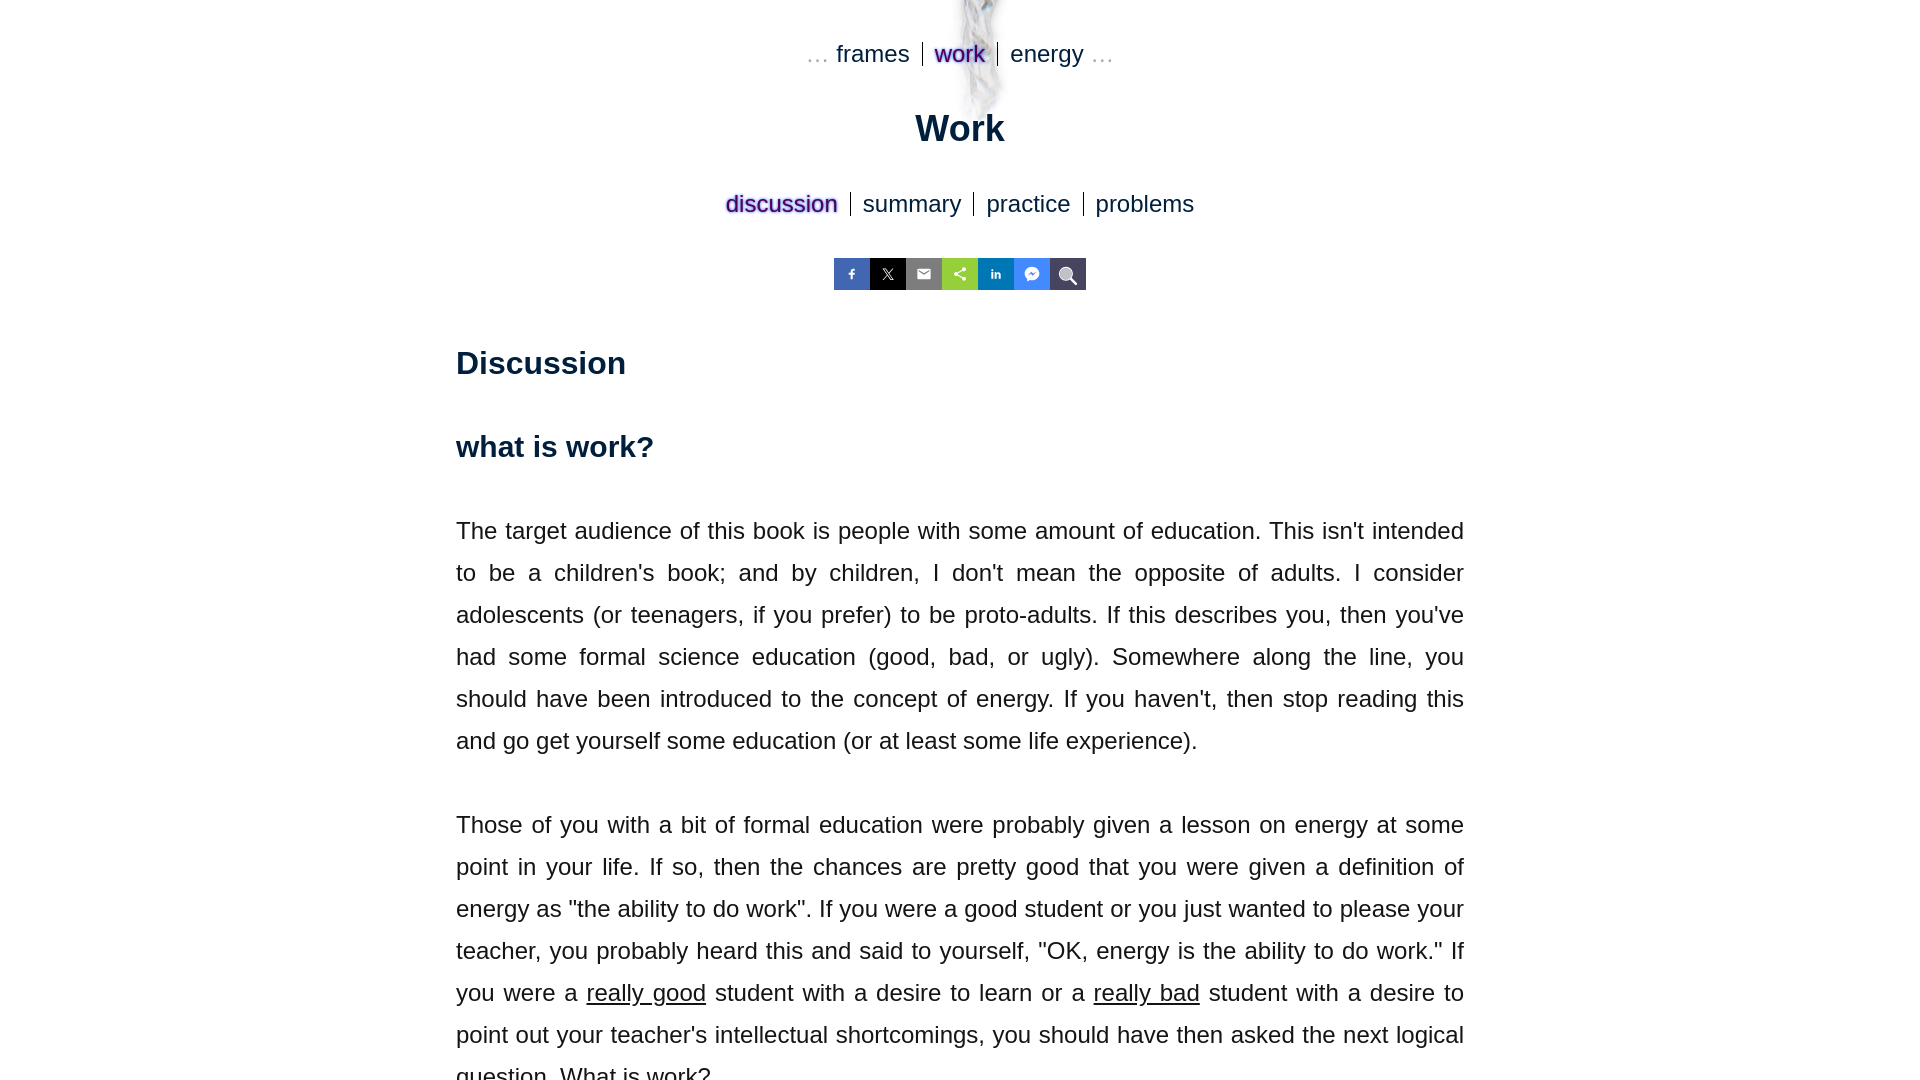 … frames work energy …
Work
discussion summary practice problems
Discussion
what is work?
The target audience of this book is people with some amount of education. This isn't intended
to be a children's book; and by children, I don't mean the opposite of adults. I consider
adolescents (or teenagers, if you prefer) to be proto-adults. If this describes you, then you've
had some formal science education (good, bad, or ugly). Somewhere along the line, you
should have been introduced to the concept of energy. If you haven't, then stop reading this
and go get yourself some education (or at least some life experience).
Those of you with a bit of formal education were probably given a lesson on energy at some
point in your life. If so, then the chances are pretty good that you were given a definition of
energy as "the ability to do work". If you were a good student or you just wanted to please your
teacher, you probably heard this and said to yourself, "OK, energy is the ability to do work." If
you were a really good student with a desire to learn or a really bad student with a desire to
point out your teacher's intellectual shortcomings, you should have then asked the next logical
question. What is work?